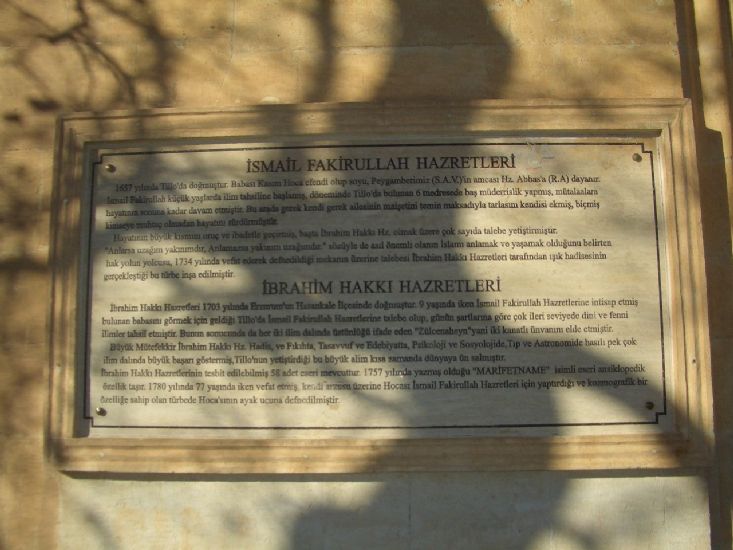 İSMAİL FAKİRULLAH HAZRETLERİ
1657 yılında Tillo'da doğmuştur. Babası Kasım Hoca efendi olup soyu, Peygamberimiz (S.A.V.)'in amcası Hz. Abbas'a (R.A) dayanır.
İsmail Fakirullah küçük yaşlarda ilim tahsiline başlamış, döneminde Tillo'da bulunan 6 medresede baş müderrislik yapmış, mütalaalara
hayatının sonuna kadar devam etmiştir. Bu arada gerek kendi gerek ailesinin maişetini temin maksadıyla tarlasını kendisi ekmiş, biçmiş
kimseye muhtaç olmadan hayatını sürdürmüştür.
Hayatının büyük kısmını oruç ve ibadetle geçirmiş, başta İbrahim Hakkı Hz. olmak üzere çok sayıda talebe yetiştirmiştur.
"Anlarsa uzağım yakınımdır, Anlamazsa yakınım uzağımdır." sözüyle de asıl önemli olanın İslamı anlamak ve yaşamak olduğunu belirten
hak yolun yolcusu, 1734 yılında vefat ederek defnedildiği mekanın üzerine talebesi İbrahim Hakkı Hazretleri tarafından ışık hadisesinin
gerçekleştiği bu türbe inşa edilmiştir.
İBRAHİM HAKKI HAZRETLERİ
İbrahim Hakkı Hazretleri 1703 yılında Erzurum'un Hasankale İlçesinde doğmuştur. 9 yaşında iken İsmail Fakirullah Hazretlerine intisap etmiş
bulunan babasını görmek için geldiği Tillo'da İsmail Fakirullah Hazretlerine talebe olup, günün şartlarına göre çok ileri seviyede dini ve fenni
ilimler tahsil etmiştir. Bunun sonucunda da her iki ilim dalında üstünlüğü ifade eden "Zülcenaheyn"yani iki kanatlı ünvanını elde etmiştir.
Büyük Mütefekkir İbrahim Hakkı Hz. Hadis, ve Fıkıhta, Tasavvuf ve Edebiyatta, Psikoloji ve Sosyolojide,Tıp ve Astronomide hasılı pek çok
ilim dalında büyük başarı göstermiş,Tillo'nun yetiştirdiği bu büyük alim kısa zamanda dünyaya ün salmıştır.
İbrahim Hakkı Hazretlerinin tesbit edilebilmiş 58 adet eseri mevcuttur. 1757 yılında yazmış olduğu "MARİFETNAME" isimli eseri antiklopedik
özellik taşır. 1780 yılında 77 yaşında iken vefat etmiş, kendi arzusu üzerine Hocası İsmail Fakirullah Hazretleri için yaptırdığı ve kozmografik bir
özelliğe sahip olan türbede Hoca'sının ayak ucuna defnedilmiştir.